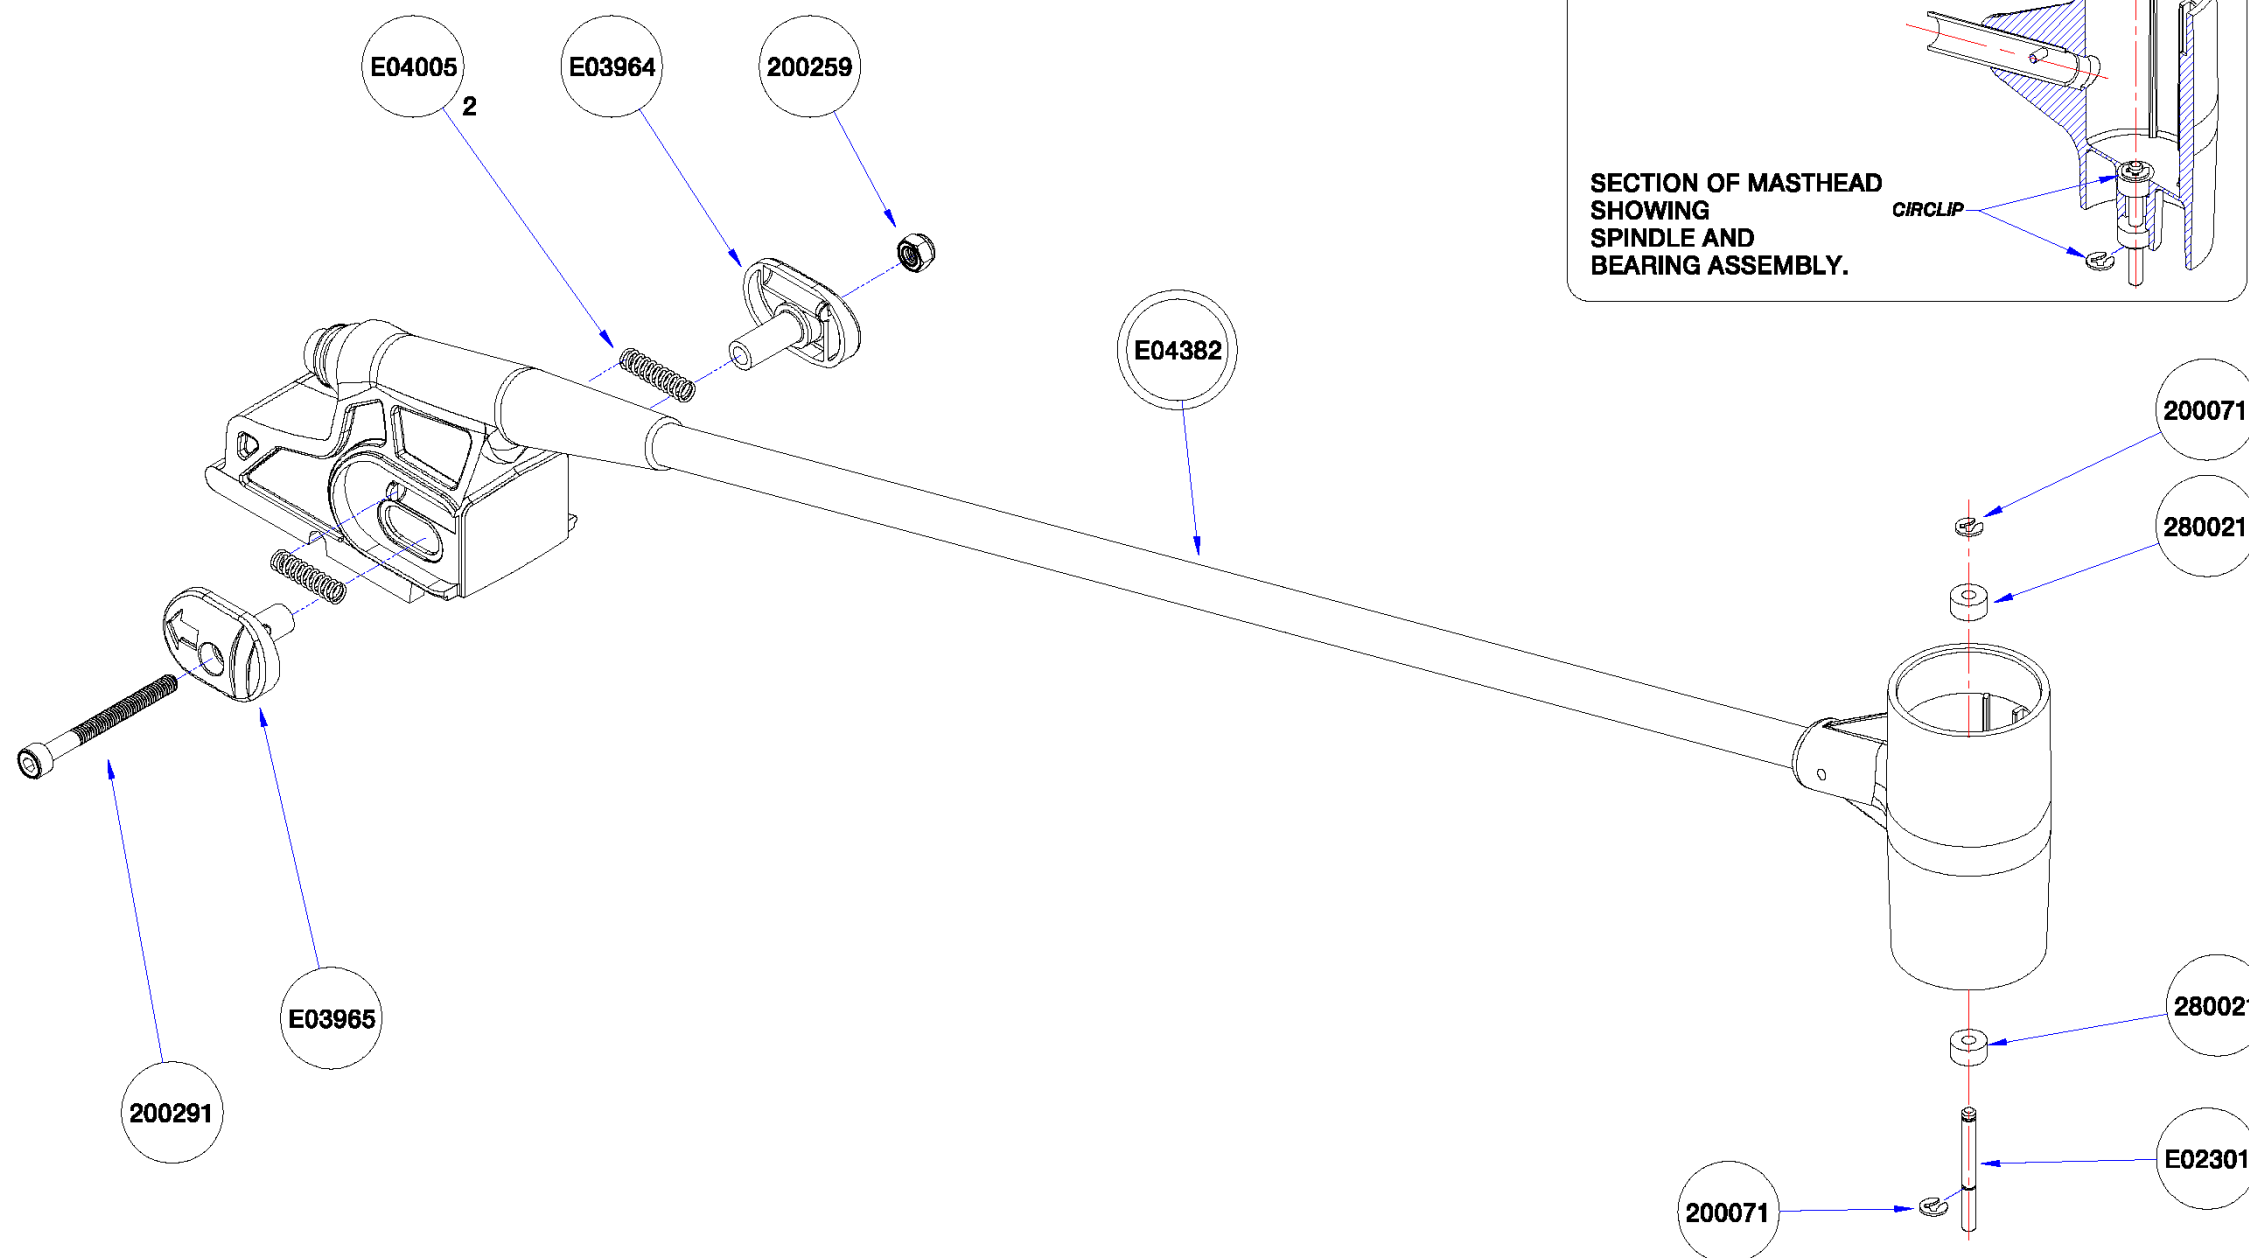 E04005
2
E03964
200259
SECTION OF MASTHEAD
SHOWING
SPINDLE AND
BEARING ASSEMBLY.
CIRCLIP
E04382
200071
280021
E03965
200291
280021
E02301
200071